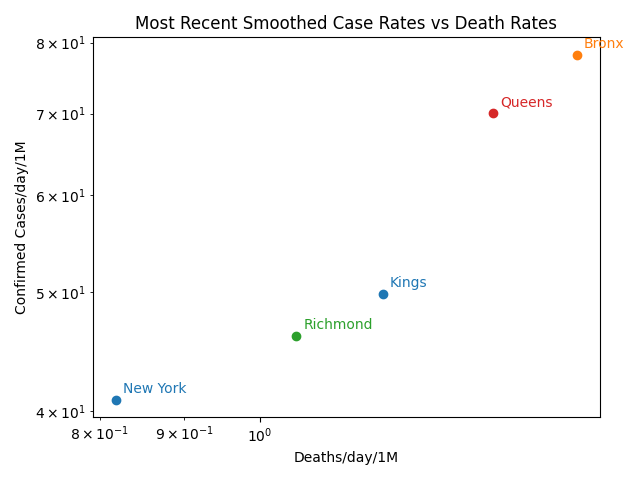 Most Recent Smoothed Case Rates vs Death Rates
8 × 10¹
Bronx
7 × 10¹
Queens
6 × 10¹
Confirmed Cases/day/1M
5 × 10¹
Kings
Richmond
New York
4 × 10¹
8 × 10⁻¹ 9 × 10⁻¹ 10⁰
Deaths/day/1M